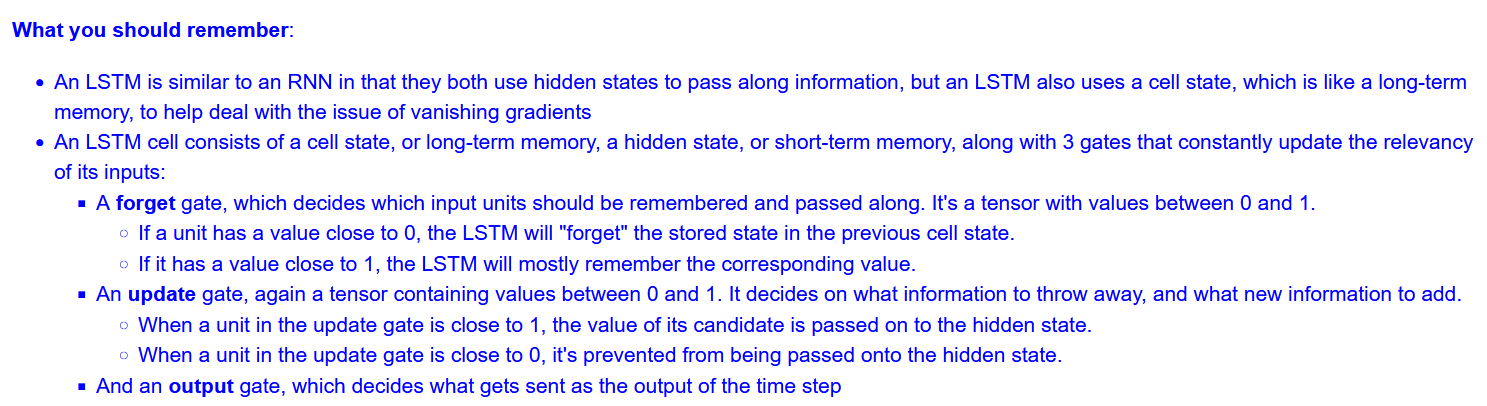 What you should remember:
An LSTM is similar to an RNN in that they both use hidden states to pass along information, but an LSTM also uses a cell state, which is like a long-term
memory, to help deal with the issue of vanishing gradients
An LSTM cell consists of a cell state, or long-term memory, a hidden state, or short-term memory, along with 3 gates that constantly update the relevancy
of its inputs:
A forget gate, which decides which input units should be remembered and passed along. It's a tensor with values between 0 and 1.
If a unit has a value close to 0, the LSTM will "forget" the stored state in the previous cell state.
If it has a value close to 1, the LSTM will mostly remember the corresponding value.
An update gate, again a tensor containing values between 0 and 1. It decides on what information to throw away, and what new information to add.
When a unit in the update gate is close to 1, the value of its candidate is passed on to the hidden state.
When a unit in the update gate is close to 0, it's prevented from being passed onto the hidden state.
And an output gate, which decides what gets sent as the output of the time step